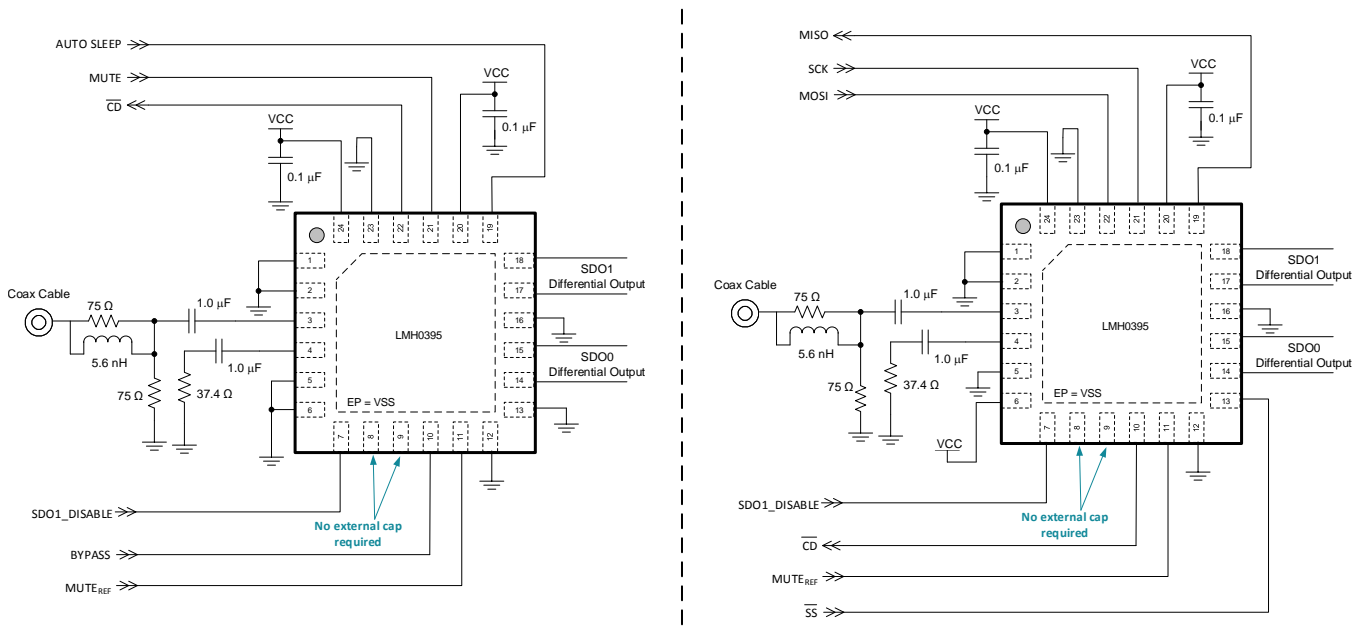 AUTO SLEEP
MUTE
CD
VCC
0.1 µF
VCC
0.1 µF
24
23
22
21
20
19
1
2
3
4
5
6
18
17
16
15
14
13
7
8
9
10
11
12
SDO1
Differential Output
SDO0
Differential Output
Coax Cable
75 Ω
5.6 nH
1.0 µF
1.0 µF
75 Ω
37.4 Ω
LMH0395
EP = VSS
SDO1_DISABLE
No external cap
required
BYPASS
MUTEREF
MISO
SCK
MOSI
VCC
0.1 µF
VCC
0.1 µF
24
23
22
21
20
19
1
2
3
4
5
6
18
17
16
15
14
13
7
8
9
10
11
12
SDO1
Differential Output
SDO0
Differential Output
Coax Cable
75 Ω
5.6 nH
1.0 µF
1.0 µF
75 Ω
37.4 Ω
LMH0395
EP = VSS
VCC
SDO1_DISABLE
No external cap
required
CD
MUTEREF
SS